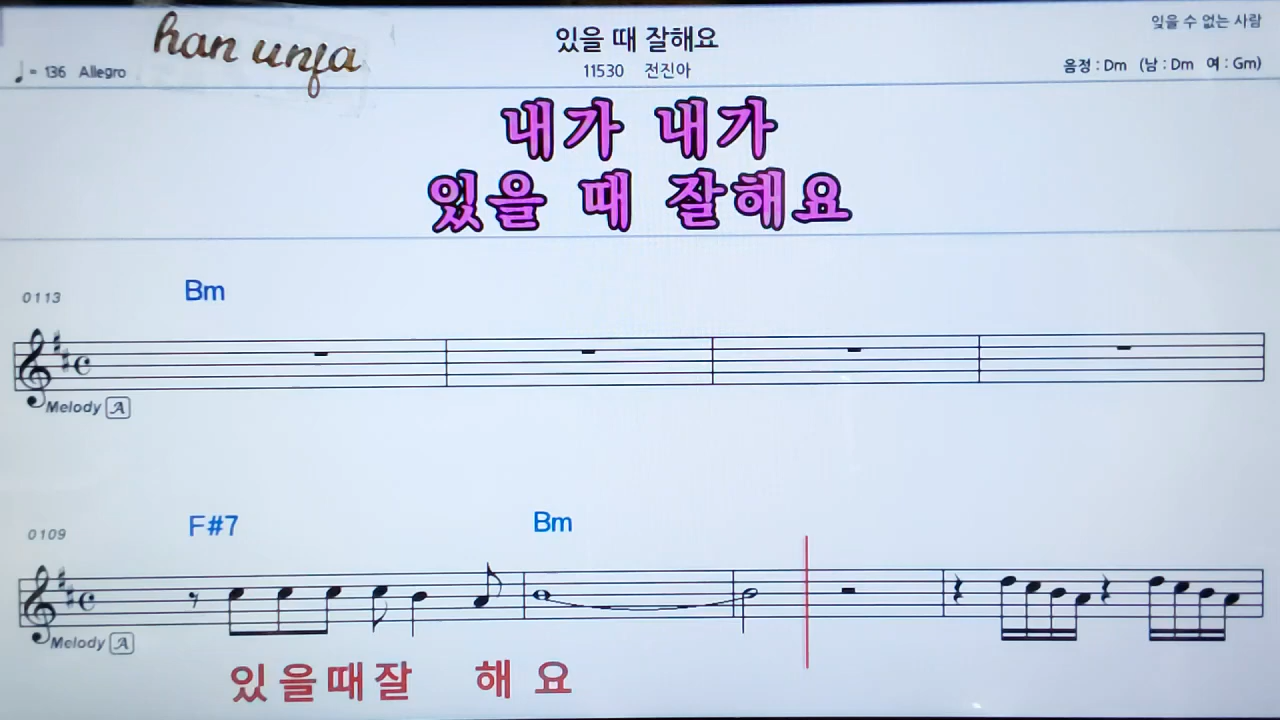 han unja
있을 때 잘해요
잊을 수 없는 사람
♩= 136 Allegro
11530 전진아
음정 : Dm (남 : Dm 여 : Gm)
내가 내가
있을 때 잘해요
0113
Bm
Melody A
0109
F#7 Bm
Melody A
있을때잘 해 요